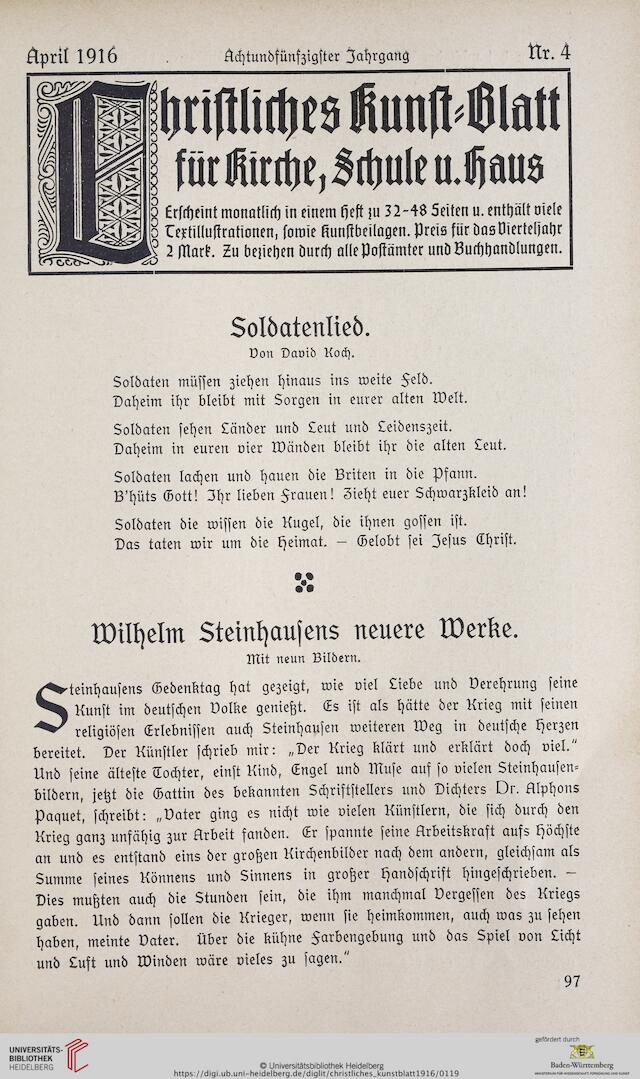 April 1916 Achtundfünfzigster Jahrgang Nr. 4
Christliches Kunst-Blatt
für Kirche, Schule u. Haus
Erscheint monatlich in einem Heft zu 32-48 Seiten u. enthält viele
Textillustrationen, sowie Kunstbeilagen. Preis für das Vierteljahr
2 Mark. Zu beziehen durch alle Postämter und Buchhandlungen.
Soldatenlied.
Von David Koch.
Soldaten müssen ziehen hinaus ins weite Feld.
Daheim ihr bleibt mit Sorgen in eurer alten Welt.
Soldaten sehen Länder und Leut und Leidenszeit.
Daheim in euren vier Wänden bleibt ihr die alten Leut.
Soldaten lachen und hauen die Briten in die Pfann.
B'hüts Gott! Ihr lieben Frauen! Zieht euer Schwarzkleid an!
Soldaten die wissen die Kugel, die ihnen gossen ist.
Das taten wir um die Heimat. — Gelobt sei Jesus Christ.
Wilhelm Steinhausens neuere Werke.
Mit neun Bildern.
Steinhausens Gedenktag hat gezeigt, wie viel Liebe und Verehrung seine
Kunst im deutschen Volke genießt. Es ist als hätte der Krieg mit seinen
religiösen Erlebnissen auch Steinhausen weiteren Weg in deutsche Herzen
bereitet. Der Künstler schrieb mir: „Der Krieg klärt und erklärt doch viel."
Und seine älteste Tochter, einst Kind, Engel und Muse auf so vielen Steinhausen-
bildern, jetzt die Gattin des bekannten Schriftstellers und Dichters Dr. Alphons
Paquet, schreibt: „Vater ging es nicht wie vielen Künstlern, die sich durch den
Krieg ganz unfähig zur Arbeit fanden. Er spannte seine Arbeitskraft aufs Höchste
an und es entstand eins der großen Kirchenbilder nach dem andern, gleichsam als
Summe seines Könnens und Sinnens in großer Handschrift hingeschrieben. —
Dies mußten auch die Stunden sein, die ihm manchmal Vergessen des Kriegs
gaben. Und dann sollen die Krieger, wenn sie heimkommen, auch was zu sehen
haben, meinte Vater. Über die kühne Farbengebung und das Spiel von Licht
und Luft und Winden wäre vieles zu sagen."
97
UNIVERSITÄTS-
BIBLIOTHEK
HEIDELBERG
© Universitätsbibliothek Heidelberg
https://digi.ub.uni-heidelberg.de/diglit/christliches_kunstblatt1916/0119
gefördert durch
Baden-Württemberg
MINISTERIUM FÜR WISSENSCHAFT, FORSCHUNG UND KUNST